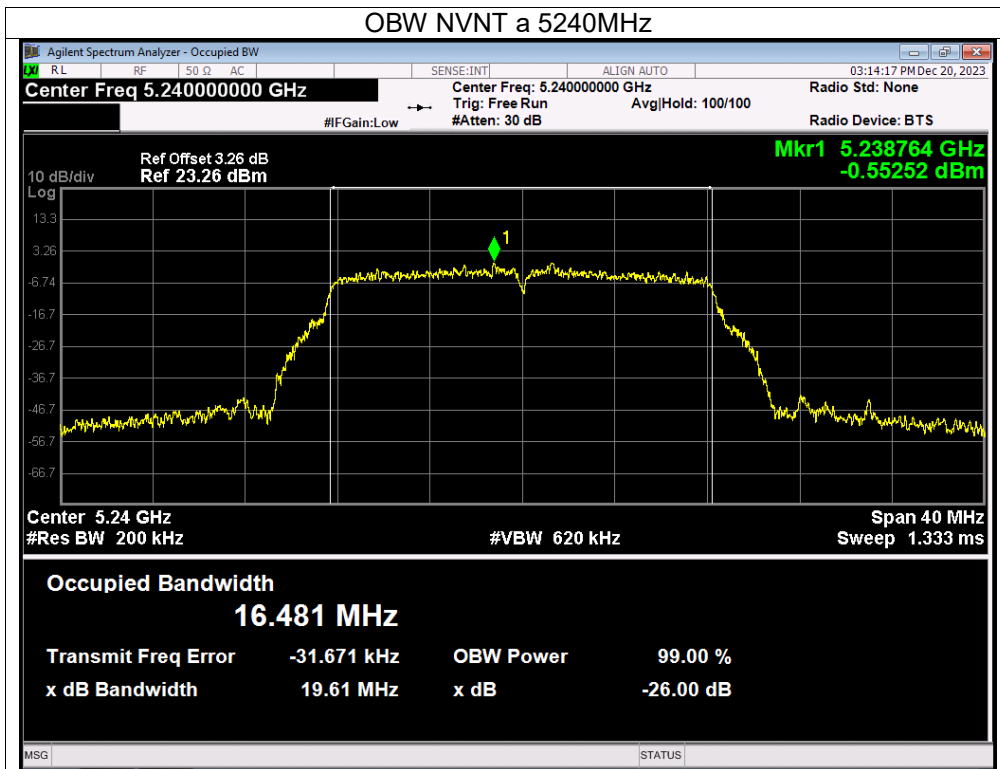 OBW NVNT a 5240MHz
Agilent Spectrum Analyzer - Occupied BW
LXI RL RF 50 Ω AC SENSE:INT ALIGN AUTO 03:14:17 PM Dec 20, 2023
Center Freq 5.240000000 GHz Center Freq: 5.240000000 GHz Radio Std: None
Trig: Free Run Avg|Hold: 100/100
#IFGain:Low #Atten: 30 dB Radio Device: BTS
Mkr1 5.238764 GHz
-0.55252 dBm
Ref Offset 3.26 dB
10 dB/div Ref 23.26 dBm
Log
13.3
3.26
-6.74
-16.7
-26.7
-36.7
-46.7
-56.7
-66.7
1
Center 5.24 GHz Span 40 MHz
#Res BW 200 kHz #VBW 620 kHz Sweep 1.333 ms
Occupied Bandwidth
16.481 MHz
Transmit Freq Error -31.671 kHz OBW Power 99.00 %
x dB Bandwidth 19.61 MHz x dB -26.00 dB
MSG STATUS